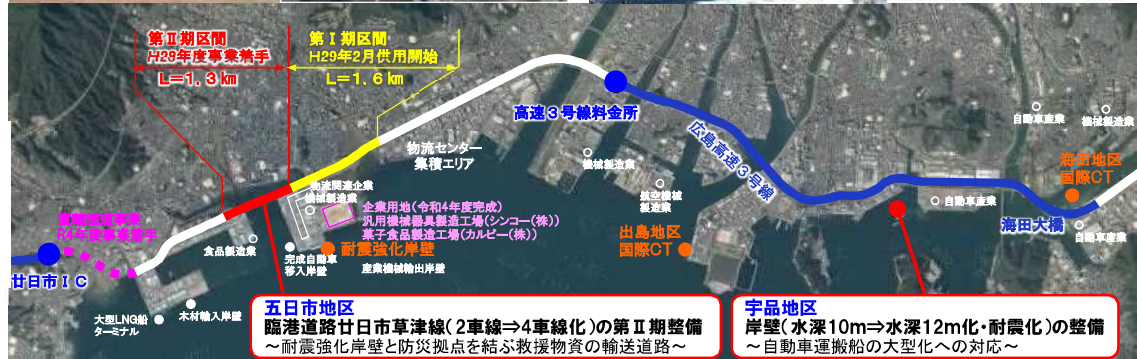 第Ⅱ期区間
H29年度事業着手
L=1.3km
第Ⅰ期区間
H29年2月供用開始
L=1.6km
高速3号線料金所
広島高速3号線
物流センター
集積エリア
機械製造業
航空機械
製造業
自動車産業
機械製造業
海田地区
国際CT
自動車産業
海田大橋
自動車産業
物流関連企業
機械製造業
企業用地(令和4年度完成)
汎用機械器具製造工場(シンコー(株))
菓子食品製造工場(カルビー(株))
食品製造業
完成自動車
移入岸壁
耐震強化岸壁
産業機械輸出岸壁
出島地区
国際CT
R2年度事業着手
廿日市IC
大型LNG船
ターミナル
木材輸入岸壁
五日市地区
臨港道路廿日市草津線(2車線⇒4車線化)の第Ⅱ期整備
~耐震強化岸壁と防災拠点を結ぶ救援物資の輸送道路~
宇品地区
岸壁(水深10m⇒水深12m化・耐震化)の整備
~自動車運搬船の大型化への対応~